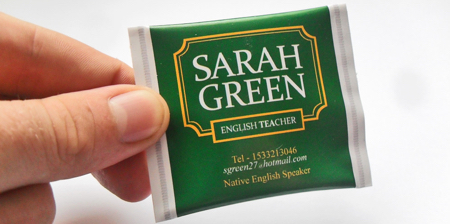 SARAH
GREEN
ENGLISH TEACHER
Tel - 1533213046
sgreen27@hotmail.com
Native English Speaker